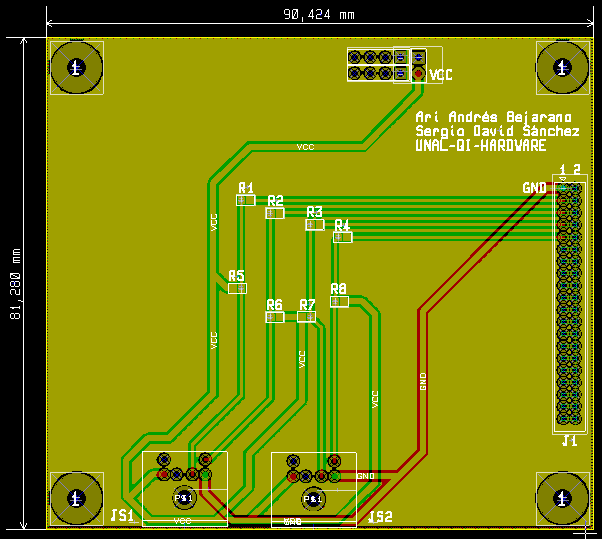 90,424 mm
1
1
VCC
Ari Andrés Bejarano
Sergio David Sánchez
UNAL-QI-HARDWARE
VCC
1 2
GND
R1
R2
R3
R4
VCC
R5
R8
R6
R7
81,280 mm
VCC
VCC
VCC
GND
J1
GND
1
P$1
P$1
1
JS1
VCC
JS2